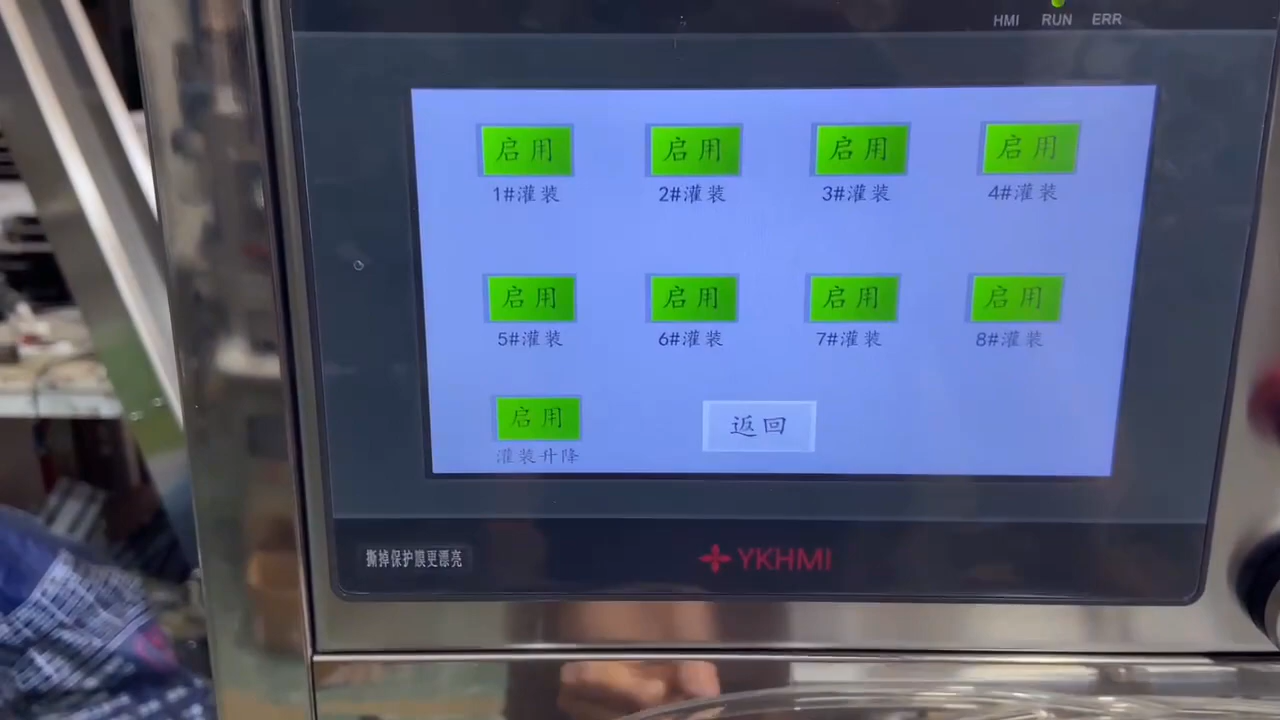 HMI RUN ERR
启用 启用 启用 启用
1#灌装 2#灌装 3#灌装 4#灌装
启用 启用 启用 启用
5#灌装 6#灌装 7#灌装 8#灌装
启用 返回
灌装升降
撕掉保护膜更漂亮 YKHMI